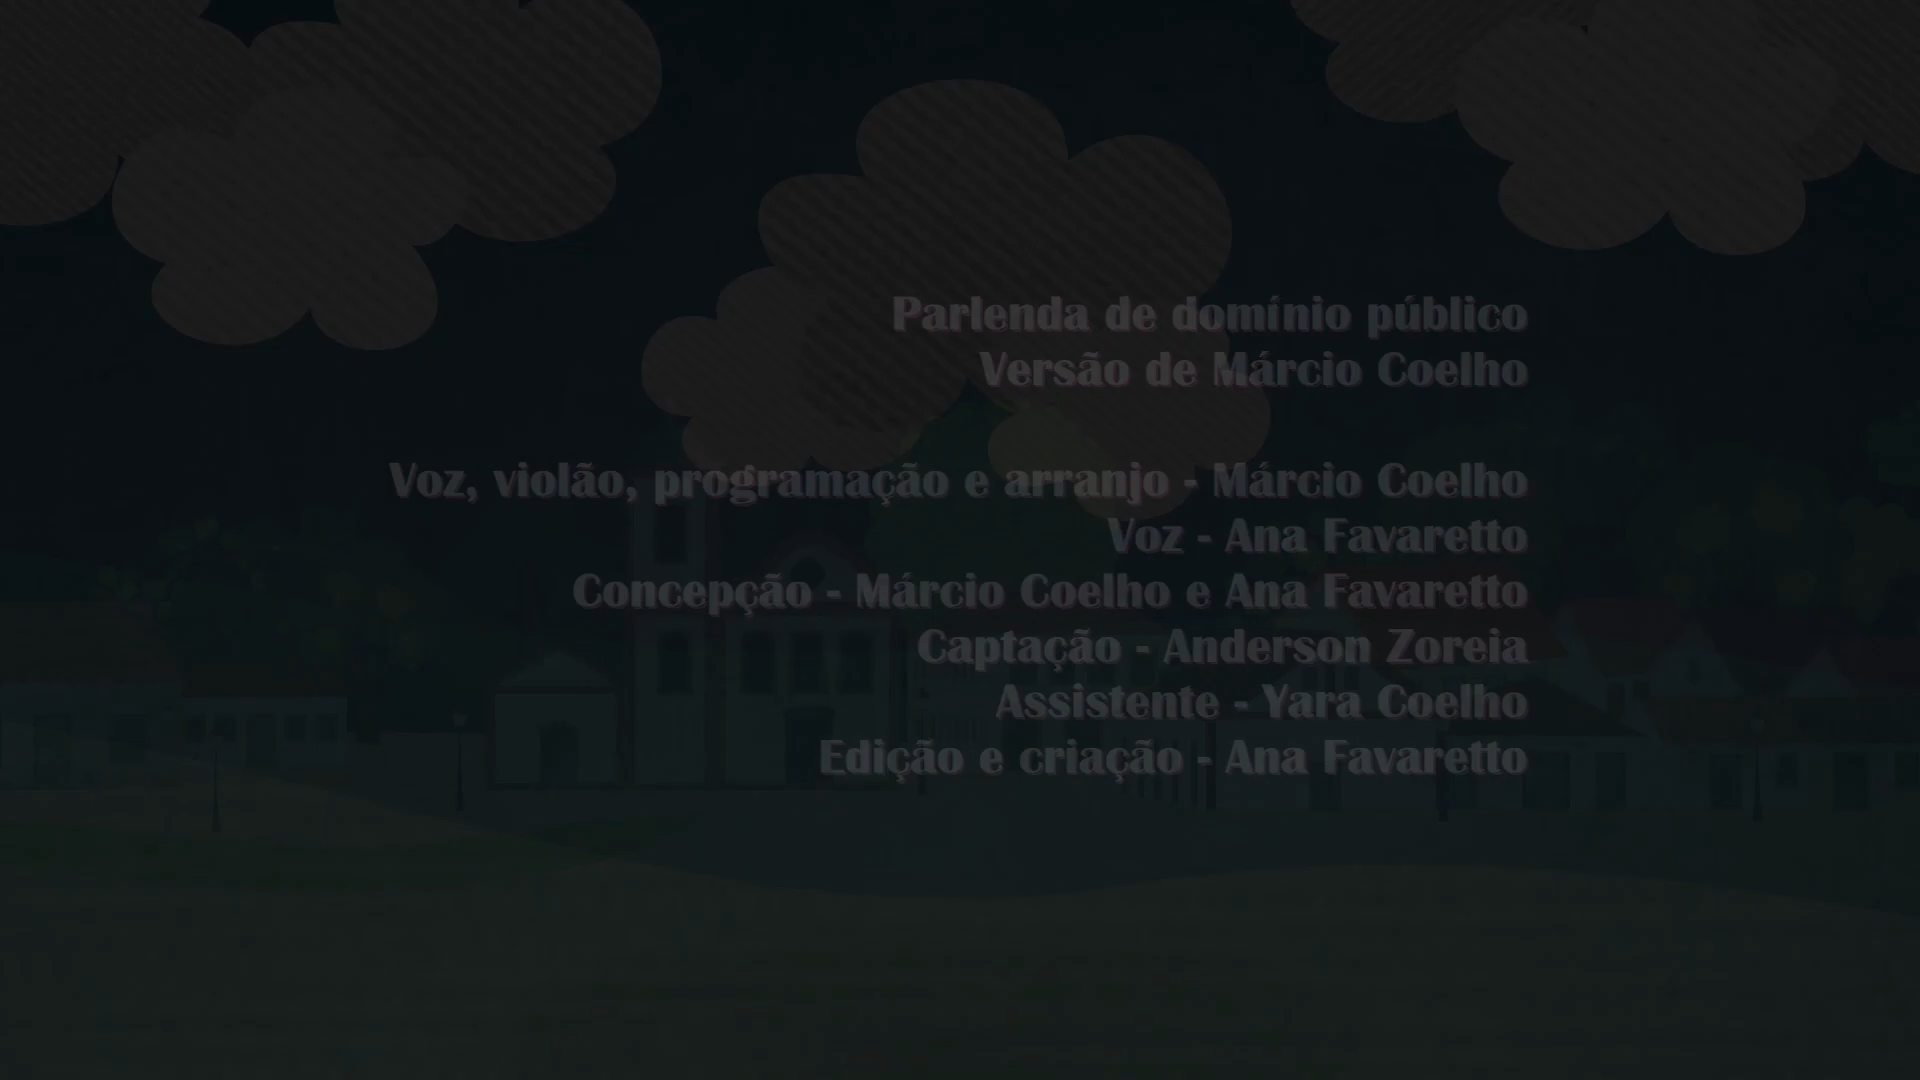 Parlenda de domínio público
Versão de Márcio Coelho
Voz, violão, programação e arranjo - Márcio Coelho
Voz - Ana Favaretto
Concepção - Márcio Coelho e Ana Favaretto
Captação - Anderson Zoreia
Assistente - Yara Coelho
Edição e criação - Ana Favaretto